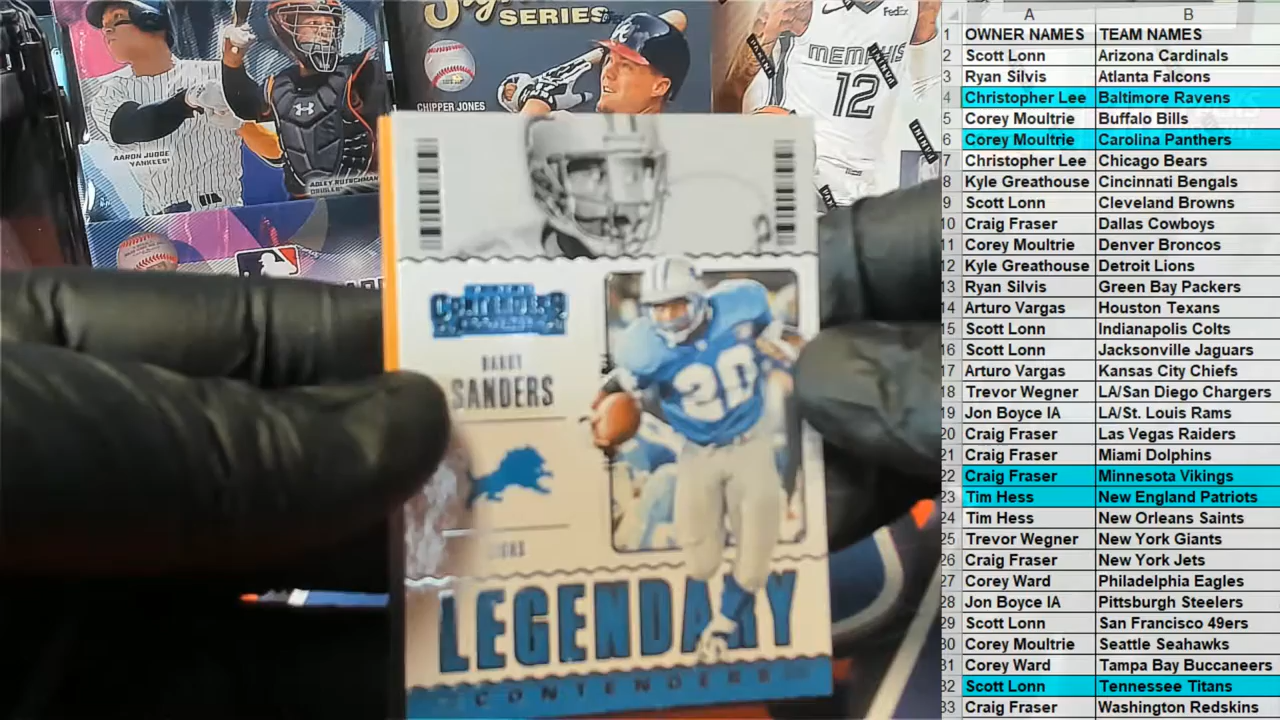 SERIES
CHIPPER JONES
FedEx
MEMPHIS
12
AARON JUDGE
YANKEES
ADLEY RUTSCHMAN
ORIOLES
CONTENDERS
BARRY
SANDERS
20
LIONS
LEGENDARY
CONTENDERS
A B
1 OWNER NAMES TEAM NAMES
2 Scott Lonn Arizona Cardinals
3 Ryan Silvis Atlanta Falcons
4 Christopher Lee Baltimore Ravens
5 Corey Moultrie Buffalo Bills
6 Corey Moultrie Carolina Panthers
7 Christopher Lee Chicago Bears
8 Kyle Greathouse Cincinnati Bengals
9 Scott Lonn Cleveland Browns
10 Craig Fraser Dallas Cowboys
11 Corey Moultrie Denver Broncos
12 Kyle Greathouse Detroit Lions
13 Ryan Silvis Green Bay Packers
14 Arturo Vargas Houston Texans
15 Scott Lonn Indianapolis Colts
16 Scott Lonn Jacksonville Jaguars
17 Arturo Vargas Kansas City Chiefs
18 Trevor Wegner LA/San Diego Chargers
19 Jon Boyce IA LA/St. Louis Rams
20 Craig Fraser Las Vegas Raiders
21 Craig Fraser Miami Dolphins
22 Craig Fraser Minnesota Vikings
23 Tim Hess New England Patriots
24 Tim Hess New Orleans Saints
25 Trevor Wegner New York Giants
26 Craig Fraser New York Jets
27 Corey Ward Philadelphia Eagles
28 Jon Boyce IA Pittsburgh Steelers
29 Scott Lonn San Francisco 49ers
30 Corey Moultrie Seattle Seahawks
31 Corey Ward Tampa Bay Buccaneers
32 Scott Lonn Tennessee Titans
33 Craig Fraser Washington Redskins